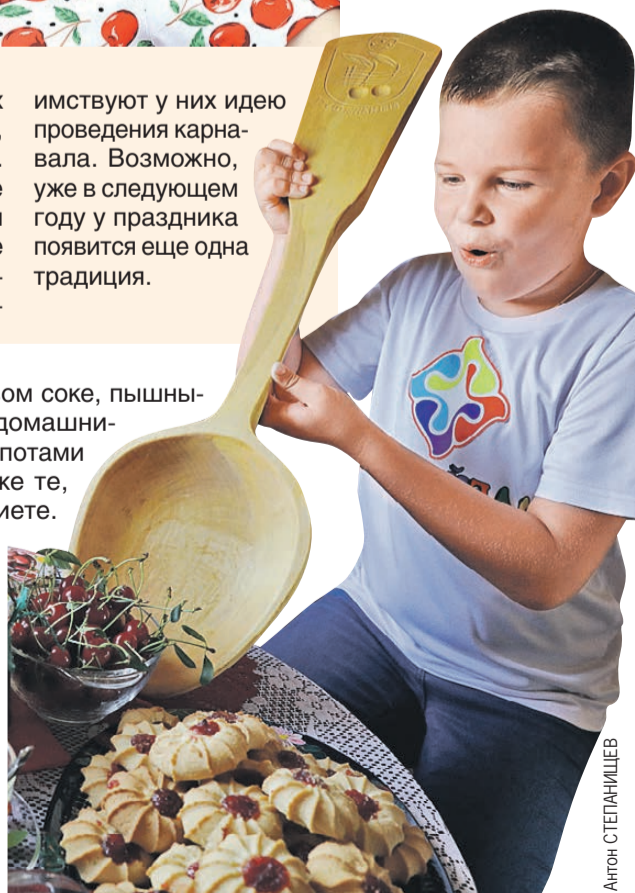 имствуют у них идею
проведения карна-
вала. Возможно,
уже в следующем
году у праздника
появится еще одна
традиция.
ом соке, пышны-
домашни-
потами
же те,
иете.
Антон СТЕПАНИЩЕВ